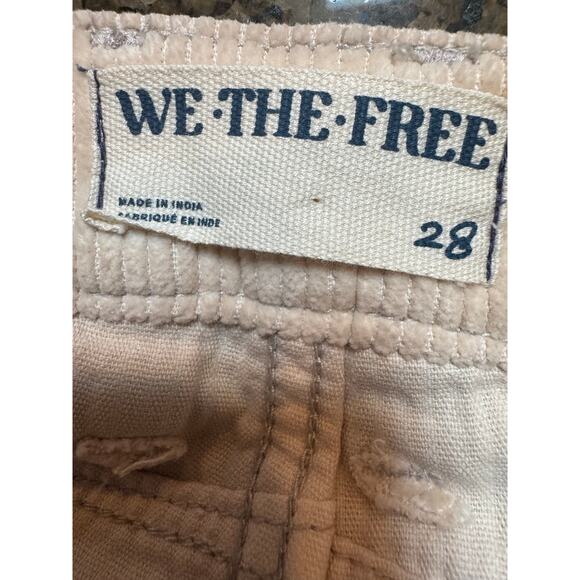 WE·THE·FREE
MADE IN INDIA
FABRIQUÉ EN INDE
28